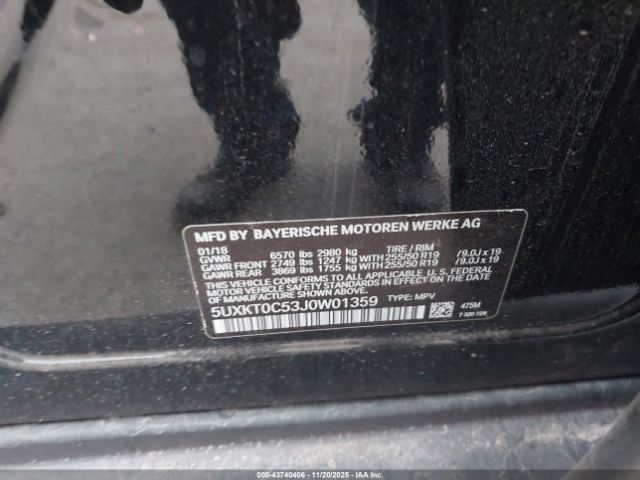 MFD BY BAYERISCHE MOTOREN WERKE AG
01/18 TIRE / RIM
GVWR 6570 lbs 2980 kg
GAWR FRONT 2749 lbs 1247 kg WITH 255/50 R19 /9.0J x 19
GAWR REAR 3869 lbs 1755 kg WITH 255/50 R19 /9.0J x 19
THIS VEHICLE CONFORMS TO ALL APPLICABLE U.S. FEDERAL
MOTOR VEHICLE SAFETY STANDARDS IN EFFECT ON THE
DATE OF MANUFACTURE SHOWN ABOVE.
5UXKT0C53J0W01359 TYPE: MPV 475M
7 320 729
000-43740406 - 11/20/2025 - IAAI.COM